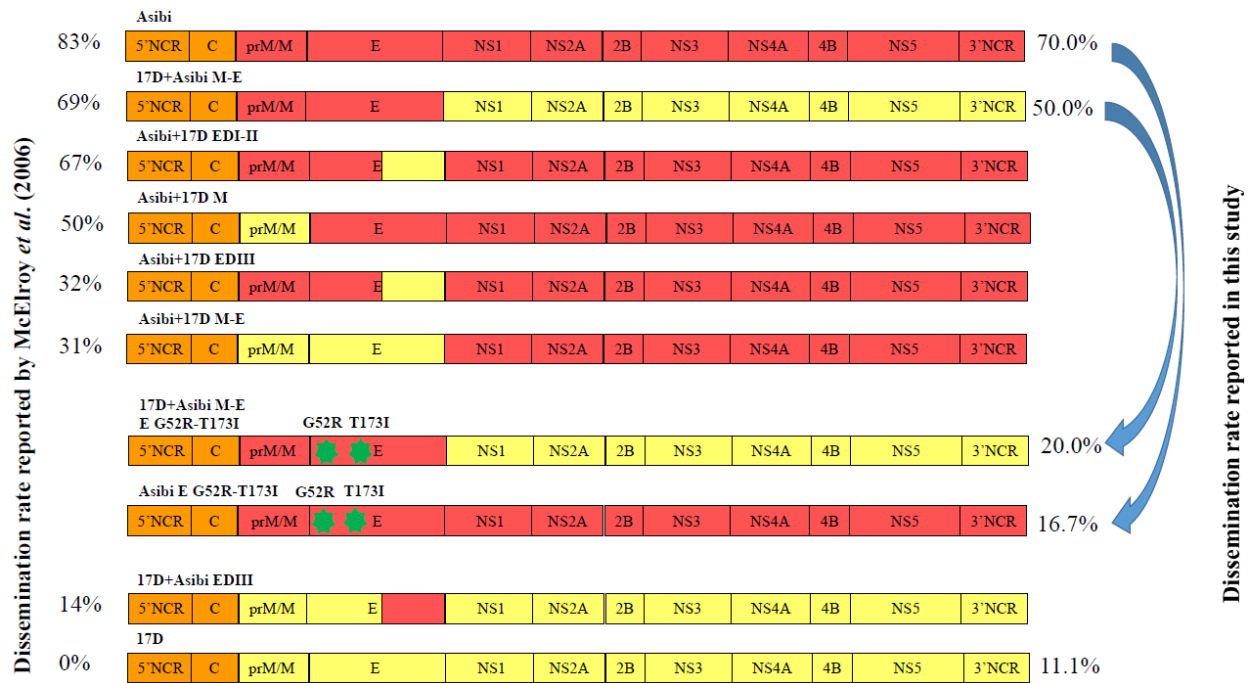 Asibi
83% 5'NCR C prM/M E NS1 NS2A 2B NS3 NS4A 4B NS5 3'NCR 70.0%
17D+Asibi M-E
69% 5'NCR C prM/M E NS1 NS2A 2B NS3 NS4A 4B NS5 3'NCR 50.0%
Asibi+17D EDI-II
67% 5'NCR C prM/M E NS1 NS2A 2B NS3 NS4A 4B NS5 3'NCR
Asibi+17D M
50% 5'NCR C prM/M E NS1 NS2A 2B NS3 NS4A 4B NS5 3'NCR
Asibi+17D EDIII
32% 5'NCR C prM/M E NS1 NS2A 2B NS3 NS4A 4B NS5 3'NCR
Asibi+17D M-E
31% 5'NCR C prM/M E NS1 NS2A 2B NS3 NS4A 4B NS5 3'NCR
17D+Asibi M-E
E G52R-T173I G52R T173I
5'NCR C prM/M E NS1 NS2A 2B NS3 NS4A 4B NS5 3'NCR 20.0%
Asibi E G52R-T173I G52R T173I
5'NCR C prM/M E NS1 NS2A 2B NS3 NS4A 4B NS5 3'NCR 16.7%
17D+Asibi EDIII
14% 5'NCR C prM/M E NS1 NS2A 2B NS3 NS4A 4B NS5 3'NCR
17D
0% 5'NCR C prM/M E NS1 NS2A 2B NS3 NS4A 4B NS5 3'NCR 11.1%
Dissemination rate reported by McElroy et al. (2006)
Dissemination rate reported in this study